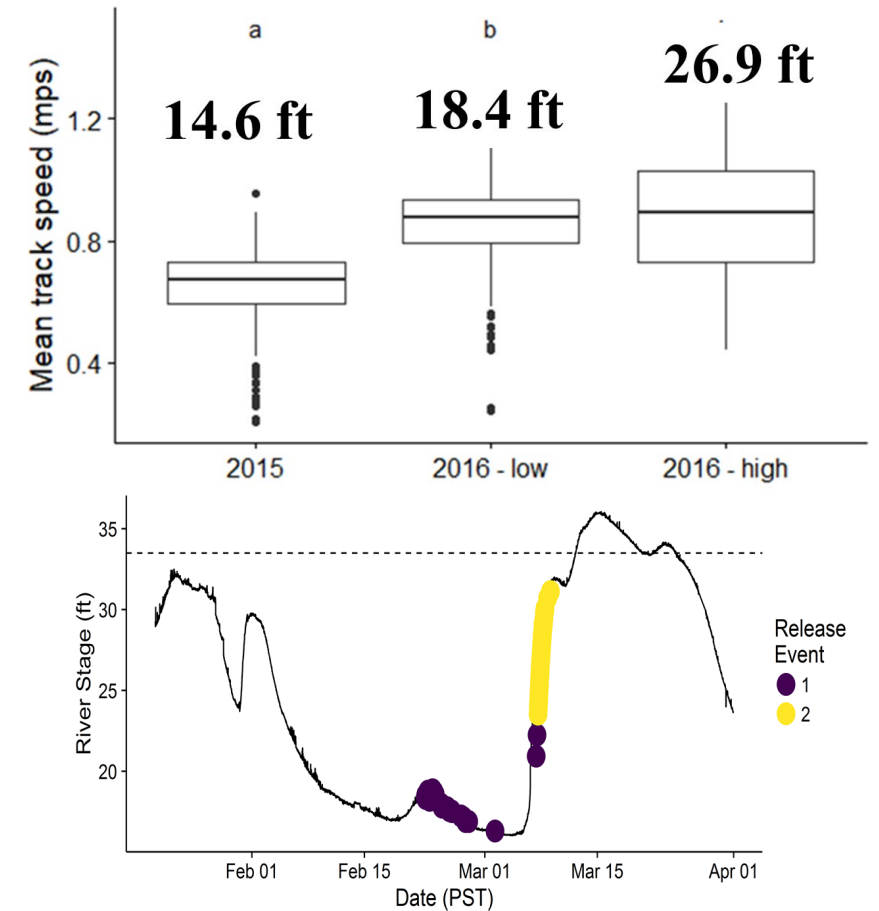 a b
14.6 ft 18.4 ft 26.9 ft
Mean track speed (mps)
1.2
0.8
0.4
2015 2016 - low 2016 - high
River Stage (ft)
35
30
25
20
Feb 01 Feb 15 Mar 01 Mar 15 Apr 01
Date (PST)
Release
Event
1
2